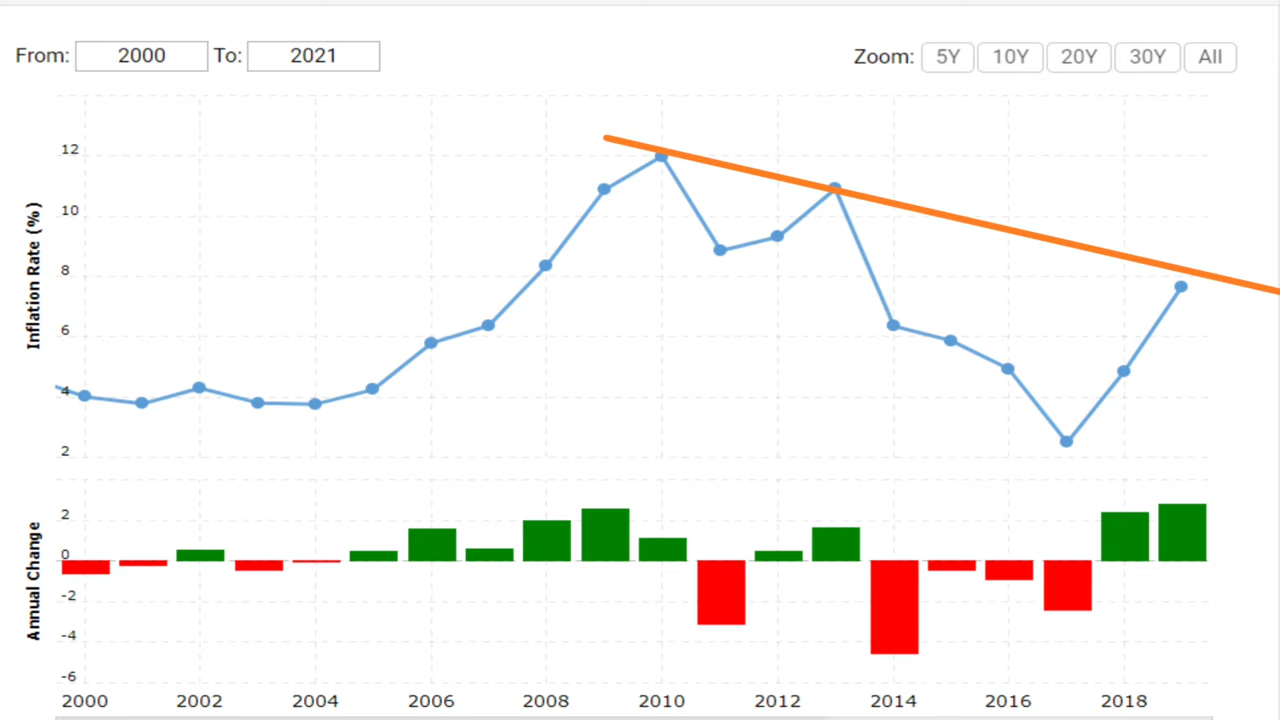 From: 2000 To: 2021 Zoom: 5Y 10Y 20Y 30Y All
Inflation Rate (%)
12
10
8
6
4
2
Annual Change
2
0
-2
-4
-6
2000 2002 2004 2006 2008 2010 2012 2014 2016 2018